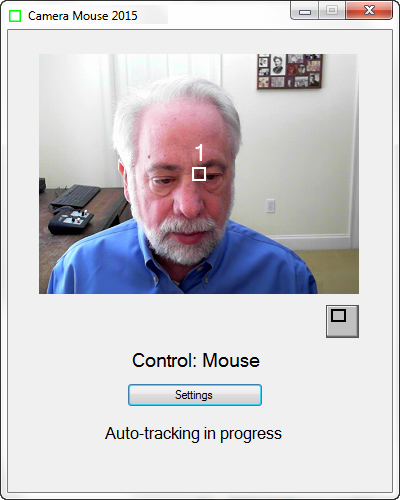 Camera Mouse 2015
1
Control: Mouse
Settings
Auto-tracking in progress